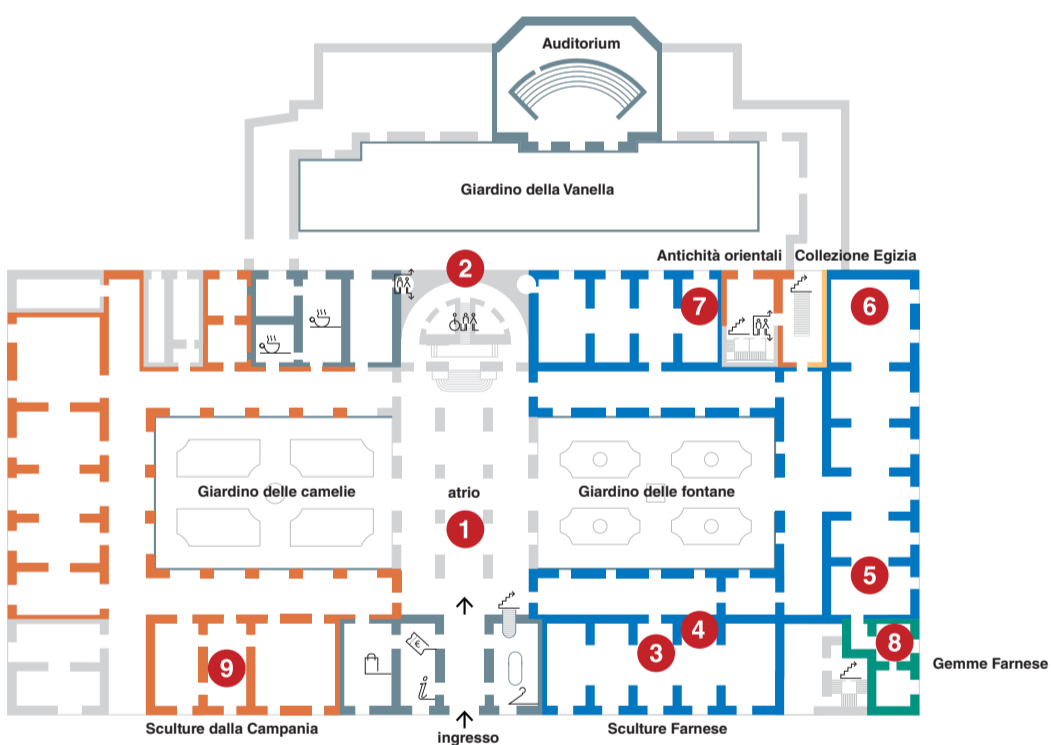 Auditorium
Giardino della Vanella
Antichità orientali
Collezione Egizia
2
7
6
Giardino delle camelie
atrio
Giardino delle fontane
1
5
4
3
8
9
€
i
Gemme Farnese
Sculture dalla Campania
ingresso
Sculture Farnese